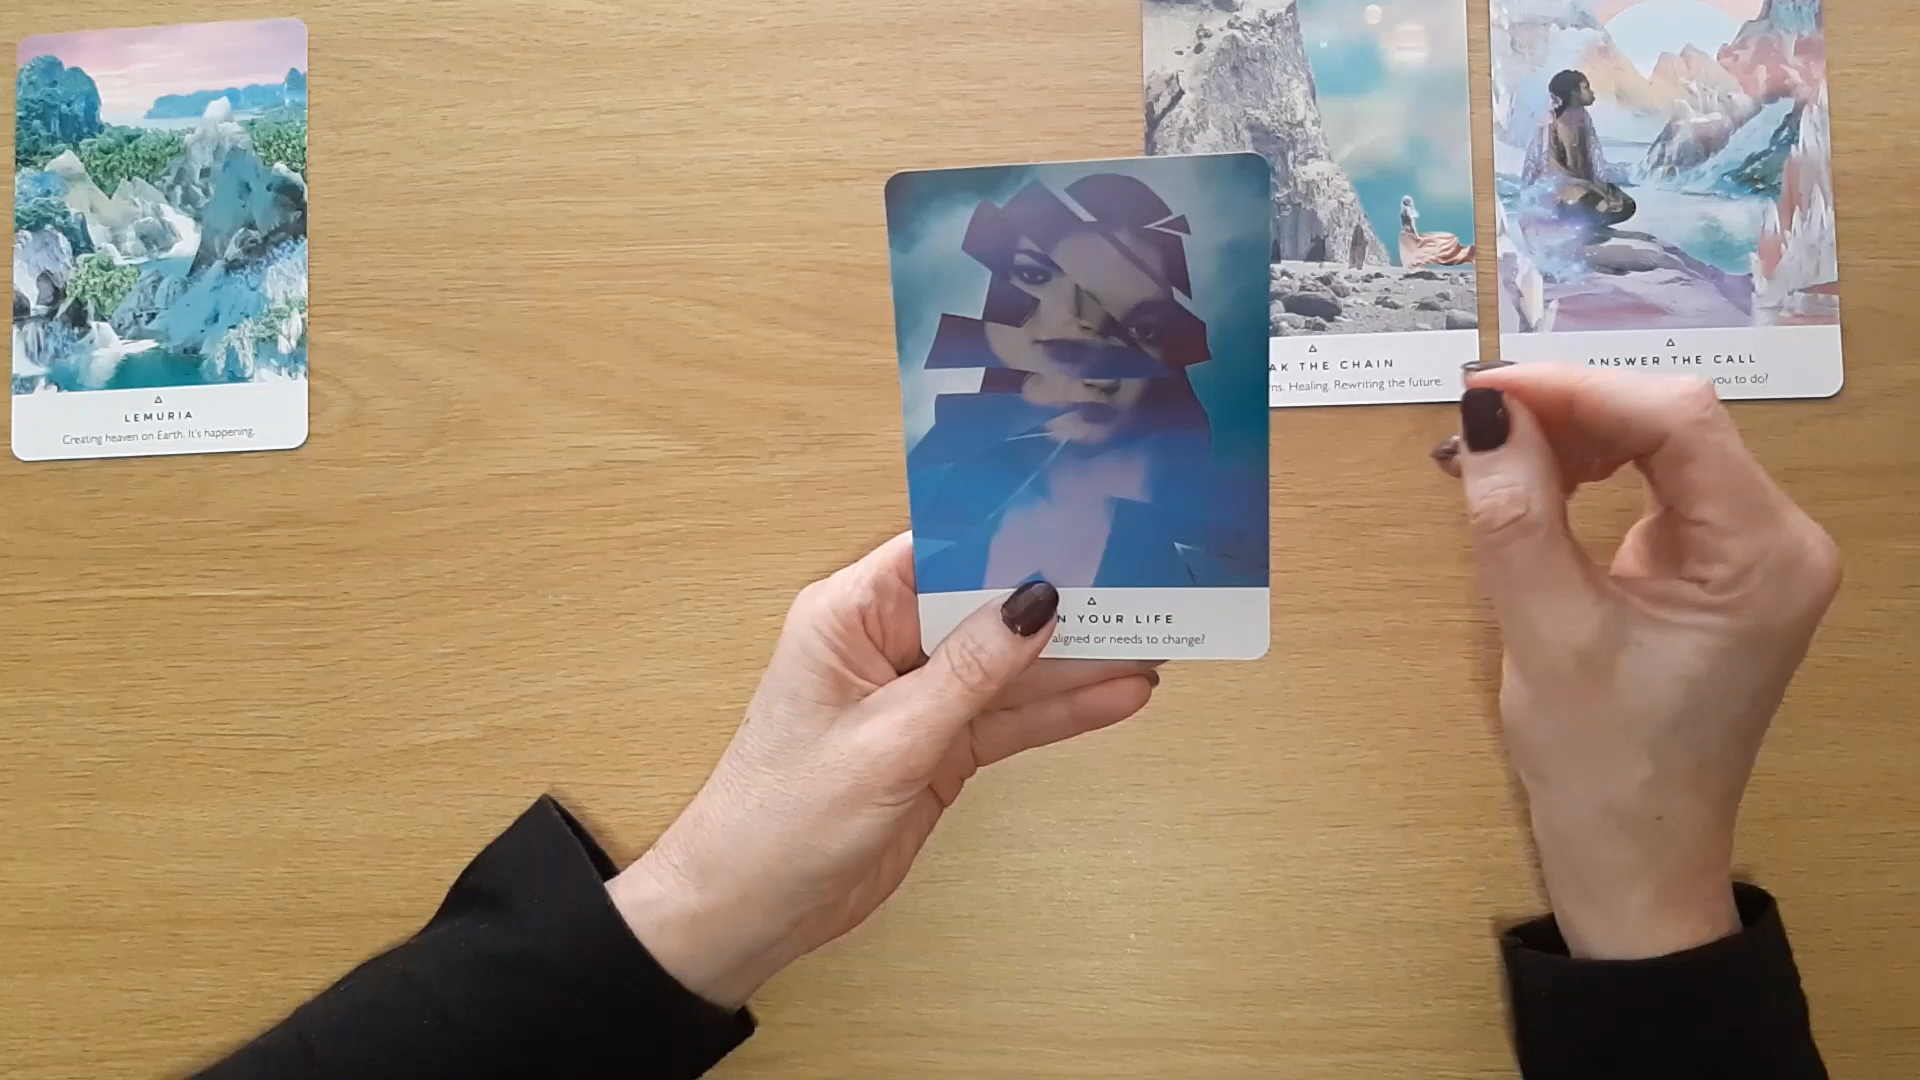 LEMURIA
Creating heaven on Earth. It's happening.
AK THE CHAIN
ns. Healing. Rewriting the future.
ANSWER THE CALL
you to do?
N YOUR LIFE
aligned or needs to change?